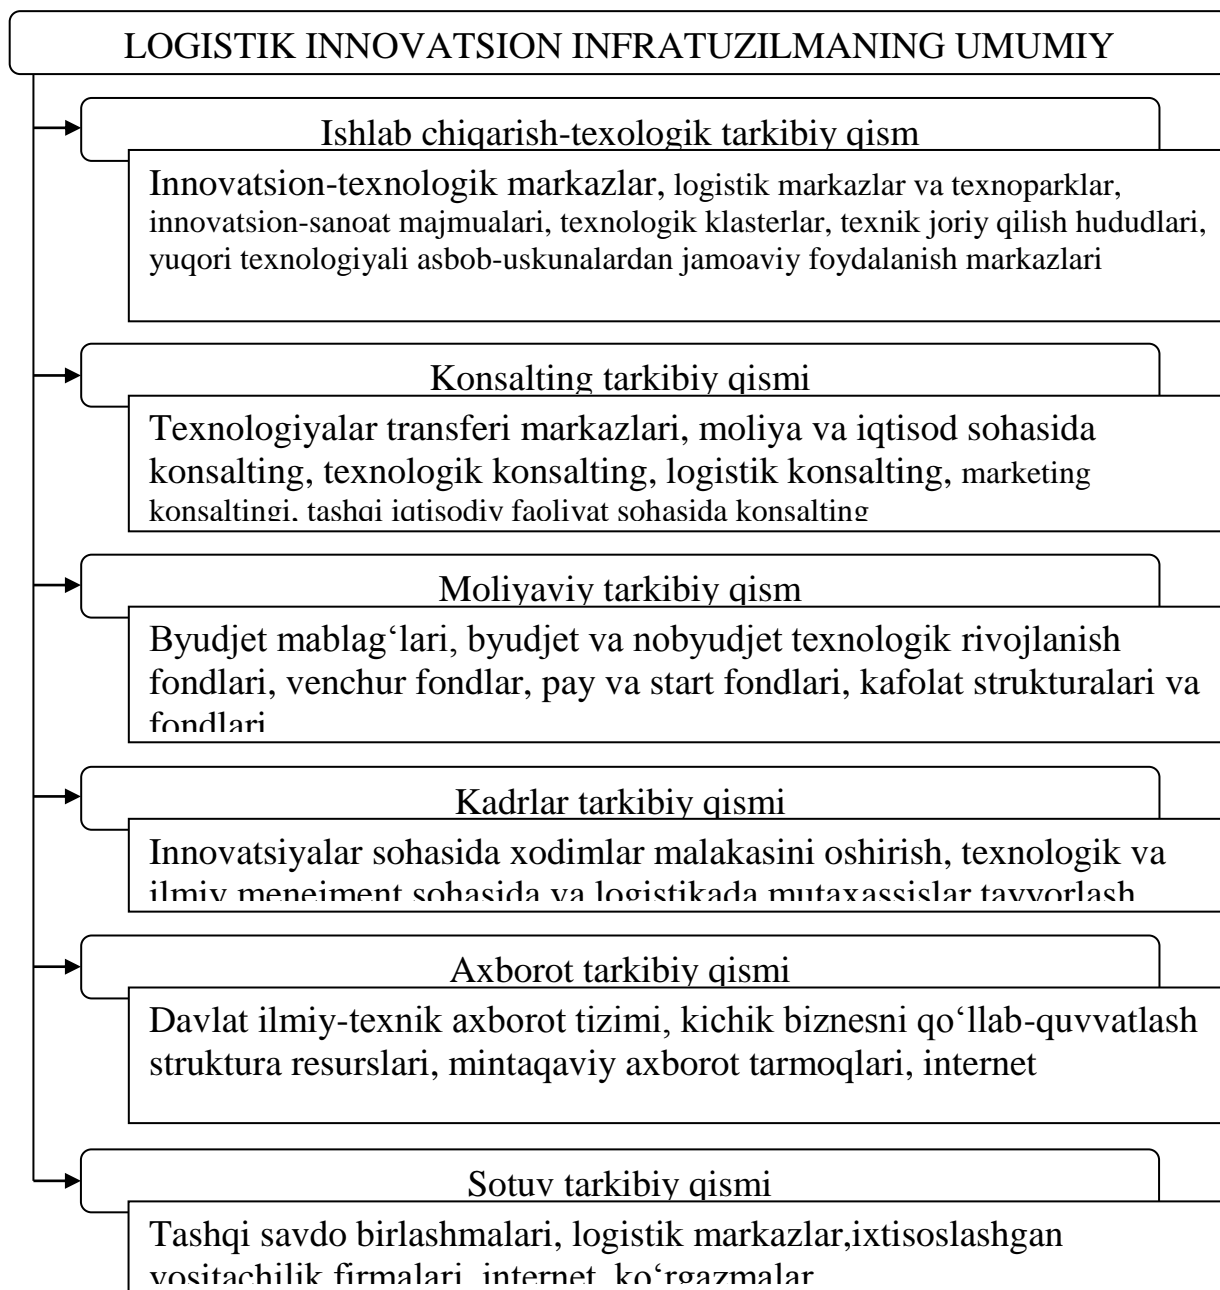 LOGISTIK INNOVATSION INFRATUZILMANING UMUMIY
Ishlab chiqarish-texologik tarkibiy qism
Innovatsion-texnologik markazlar, logistik markazlar va texnoparklar,
innovatsion-sanoat majmualari, texnologik klasterlar, texnik joriy qilish hududlari,
yuqori texnologiyali asbob-uskunalardan jamoaviy foydalanish markazlari
Konsalting tarkibiy qismi
Texnologiyalar transferi markazlari, moliya va iqtisod sohasida
konsalting, texnologik konsalting, logistik konsalting, marketing
konsaltingi, tashqi iqtisodiy faoliyat sohasida konsalting
Moliyaviy tarkibiy qism
Byudjet mablag‘lari, byudjet va nobyudjet texnologik rivojlanish
fondlari, venchur fondlar, pay va start fondlari, kafolat strukturalari va
fondlari
Kadrlar tarkibiy qismi
Innovatsiyalar sohasida xodimlar malakasini oshirish, texnologik va
ilmiy menejment sohasida va logistikada mutaxassislar tayyorlash
Axborot tarkibiy qismi
Davlat ilmiy-texnik axborot tizimi, kichik biznesni qo‘llab-quvvatlash
struktura resurslari, mintaqaviy axborot tarmoqlari, internet
Sotuv tarkibiy qismi
Tashqi savdo birlashmalari, logistik markazlar,ixtisoslashgan
vositachilik firmalari, internet, ko‘rgazmalar